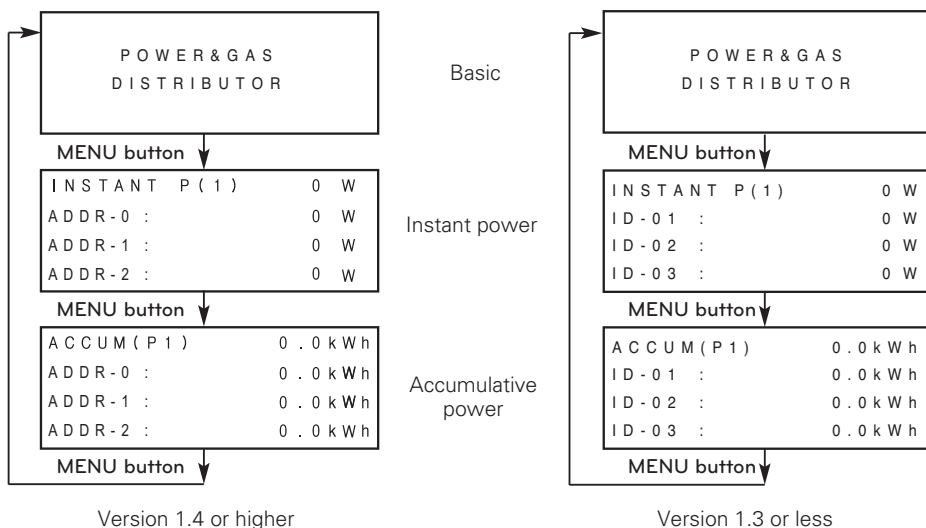 POWER&GAS
DISTRIBUTOR
MENU button
INSTANT P(1) 0 W
ADDR-0 : 0 W
ADDR-1 : 0 W
ADDR-2 : 0 W
MENU button
ACCUM(P1) 0.0kWh
ADDR-0 : 0.0kWh
ADDR-1 : 0.0kWh
ADDR-2 : 0.0kWh
MENU button
Version 1.4 or higher
Basic
Instant power
Accumulative
power
POWER&GAS
DISTRIBUTOR
MENU button
INSTANT P(1) 0 W
ID-01 : 0 W
ID-02 : 0 W
ID-03 : 0 W
MENU button
ACCUM(P1) 0.0kWh
ID-01 : 0.0kWh
ID-02 : 0.0kWh
ID-03 : 0.0kWh
MENU button
Version 1.3 or less